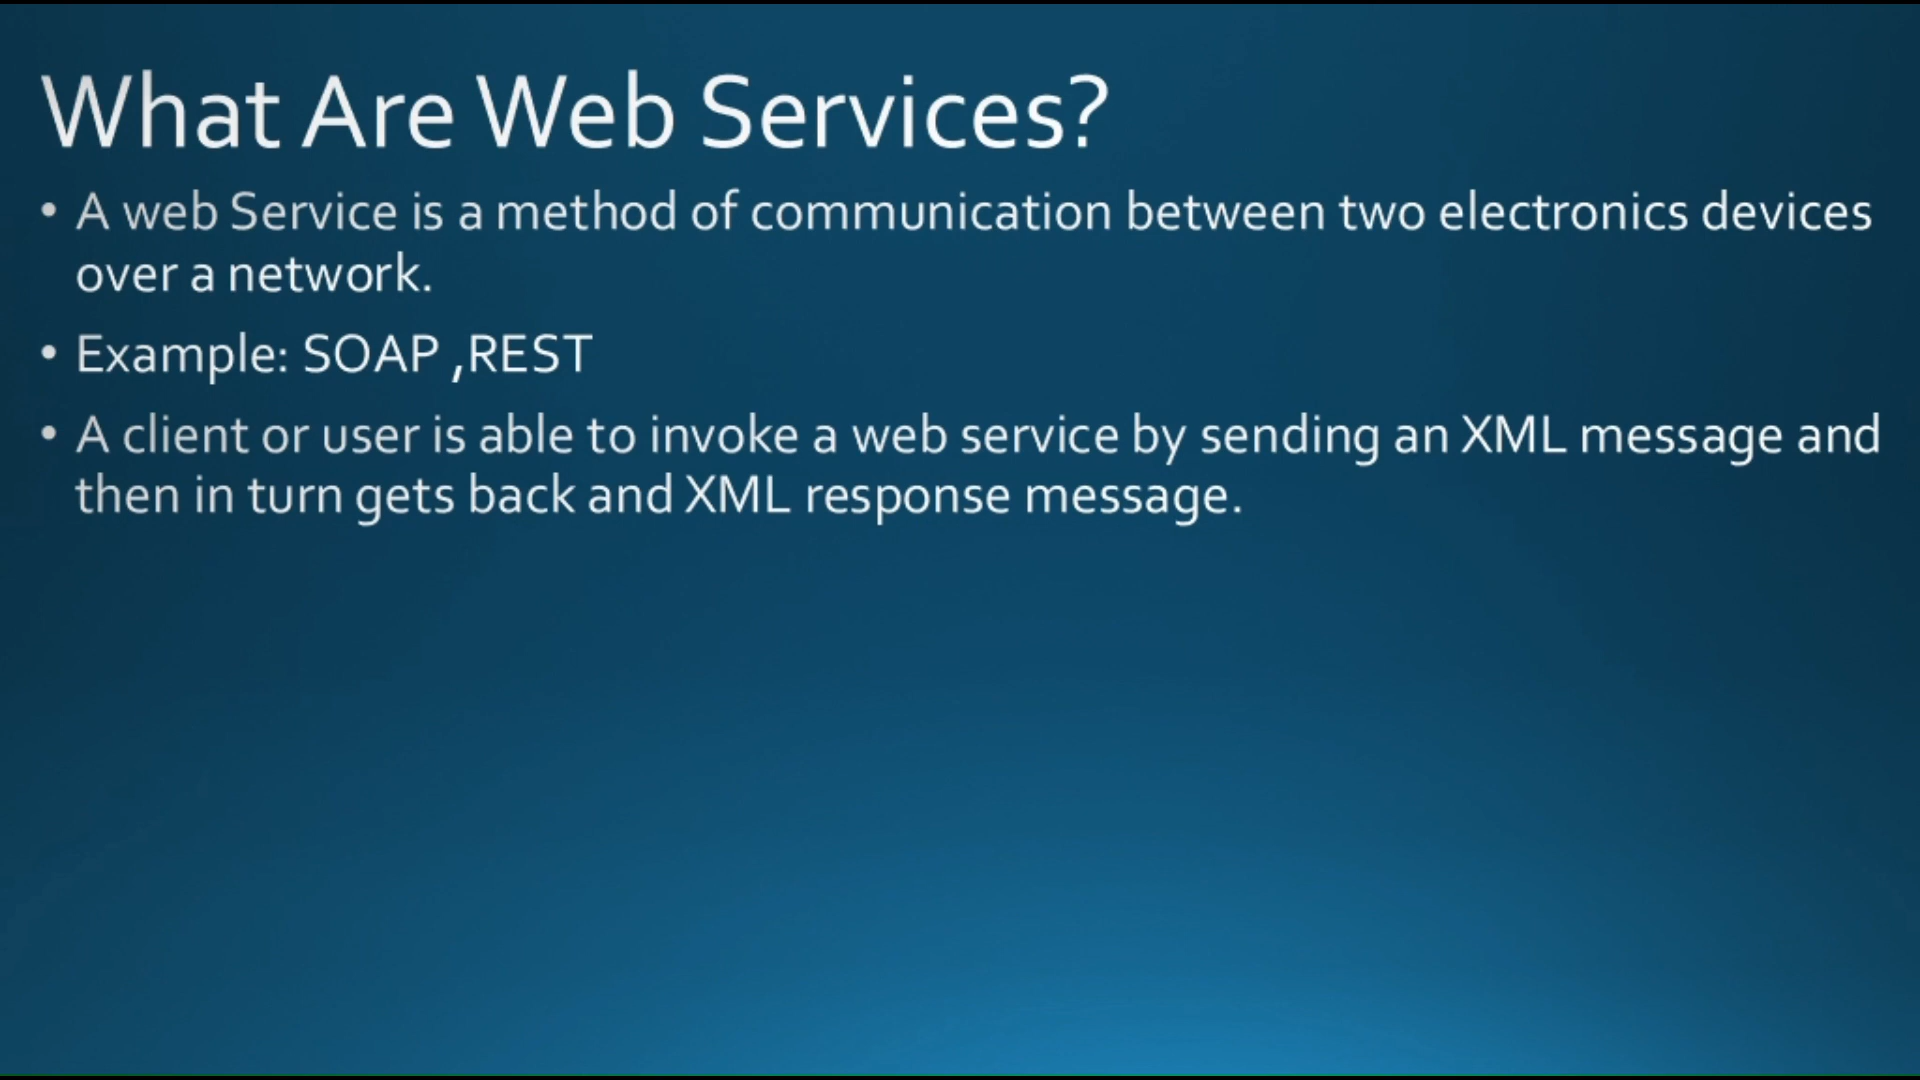 What Are Web Services?
• A web Service is a method of communication between two electronics devices
over a network.
• Example: SOAP ,REST
• A client or user is able to invoke a web service by sending an XML message and
then in turn gets back and XML response message.